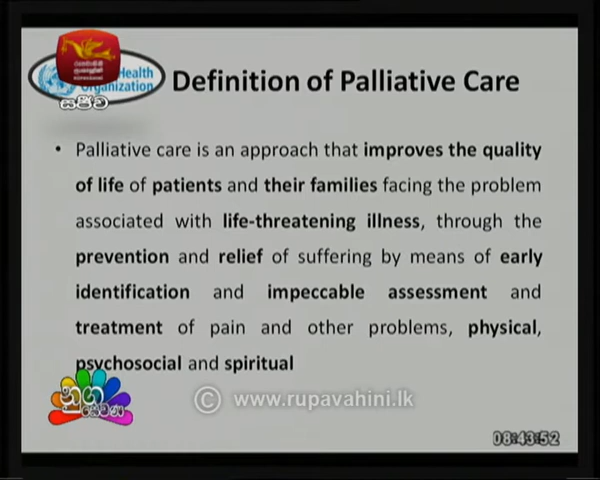 Health
Organization
සජීව
Definition of Palliative Care
• Palliative care is an approach that improves the quality
of life of patients and their families facing the problem
associated with life-threatening illness, through the
prevention and relief of suffering by means of early
identification and impeccable assessment and
treatment of pain and other problems, physical,
psychosocial and spiritual
නුග
සෙවණ
© www.rupavahini.lk
08:43:52